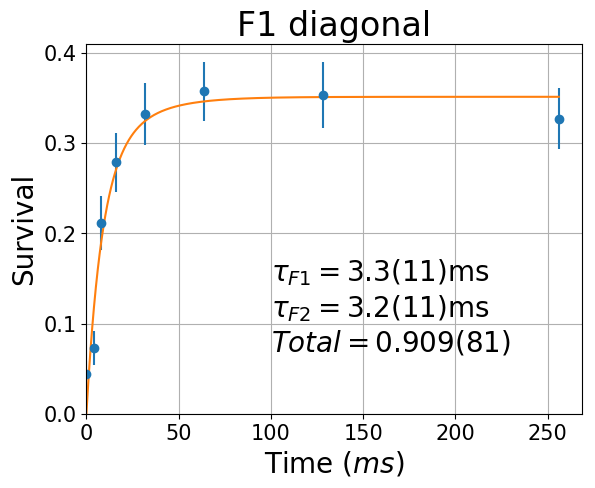 F1 diagonal
0.4
0.3
0.2
0.1
0.0
Survival
τF1 = 3.3(11)ms
τF2 = 3.2(11)ms
Total = 0.909(81)
0 50 100 150 200 250
Time (ms)